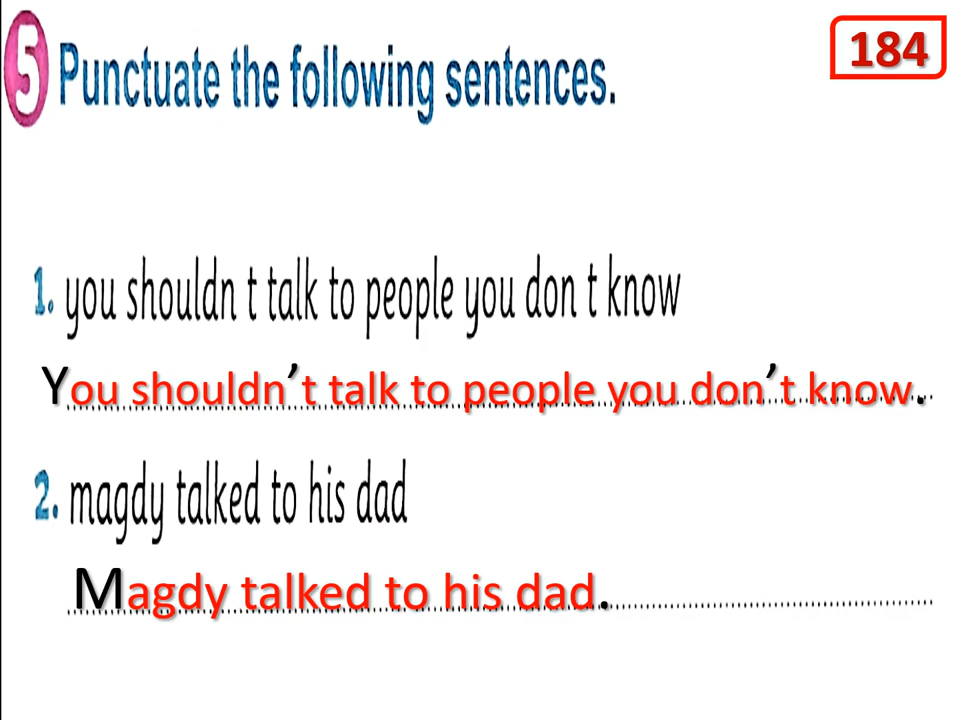 5 Punctuate the following sentences.
184
1. you shouldn t talk to people you don t know
You shouldn't talk to people you don't know.
2. magdy talked to his dad
Magdy talked to his dad.